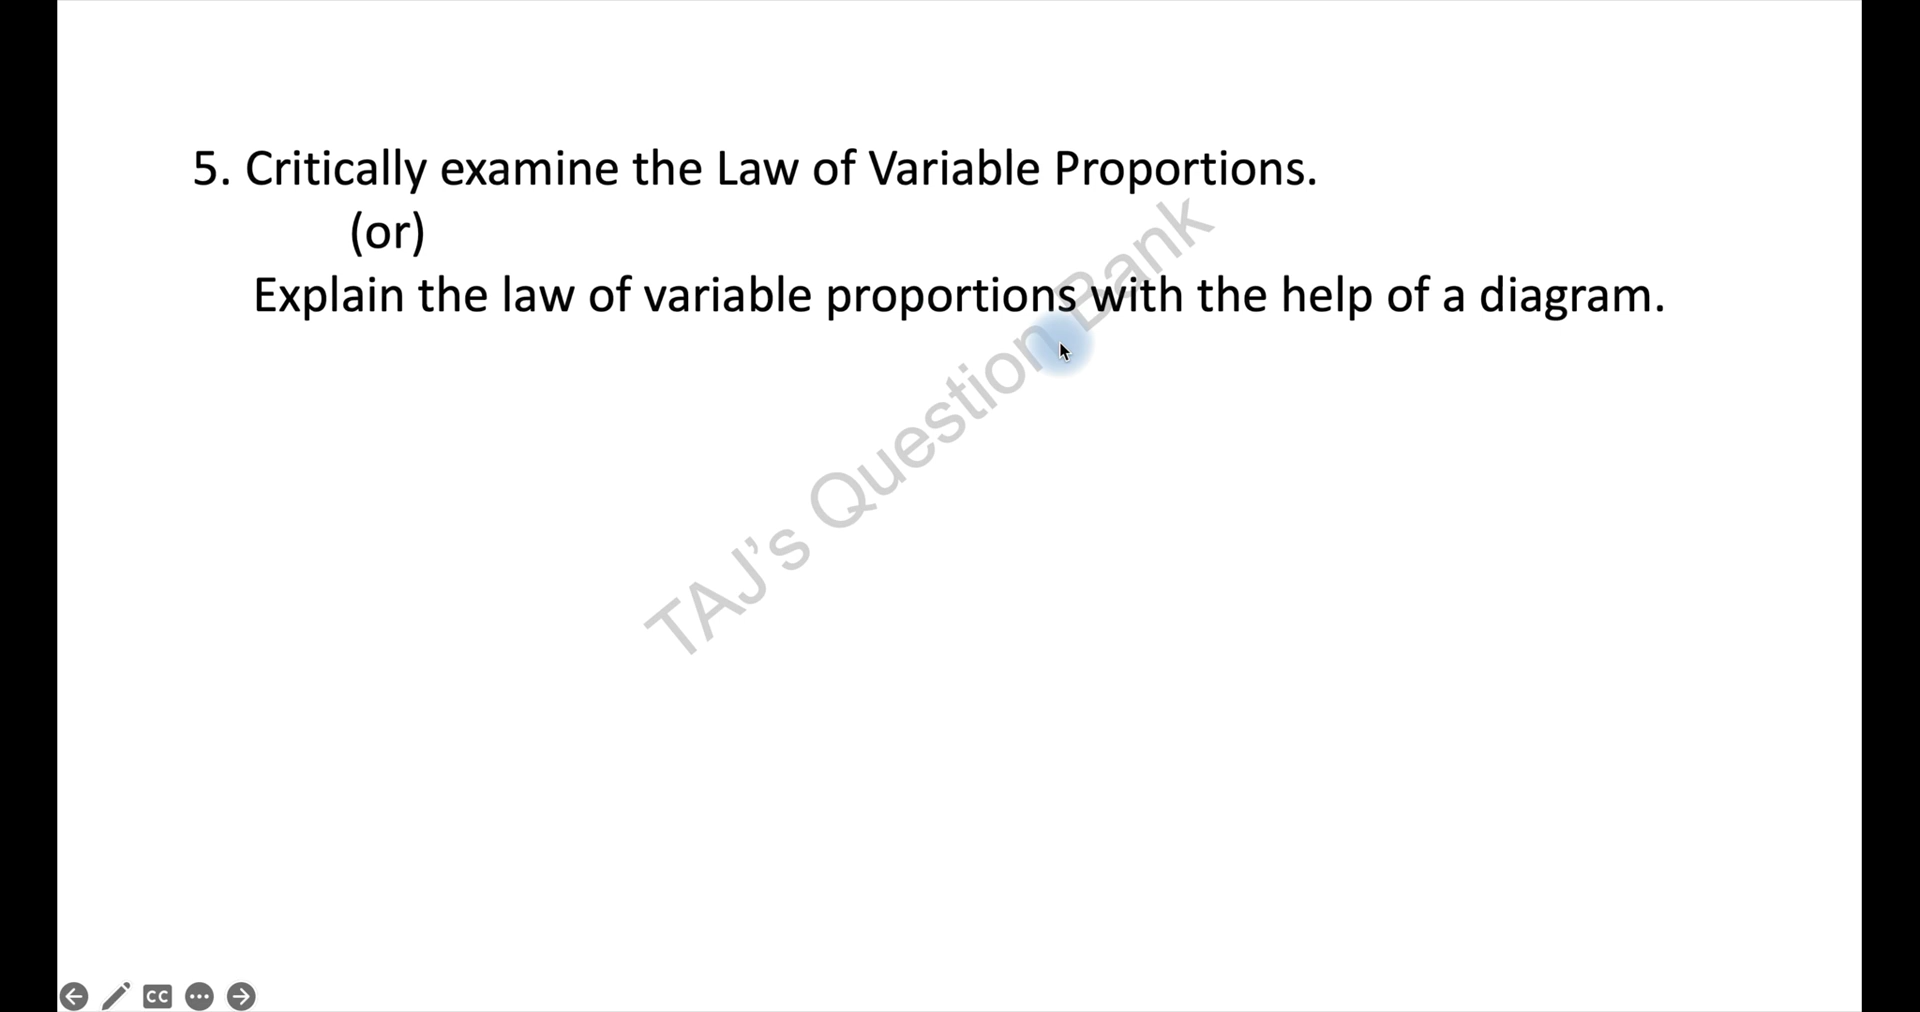 5. Critically examine the Law of Variable Proportions.
(or)
Explain the law of variable proportions with the help of a diagram.
TAJ's Question Bank
CC